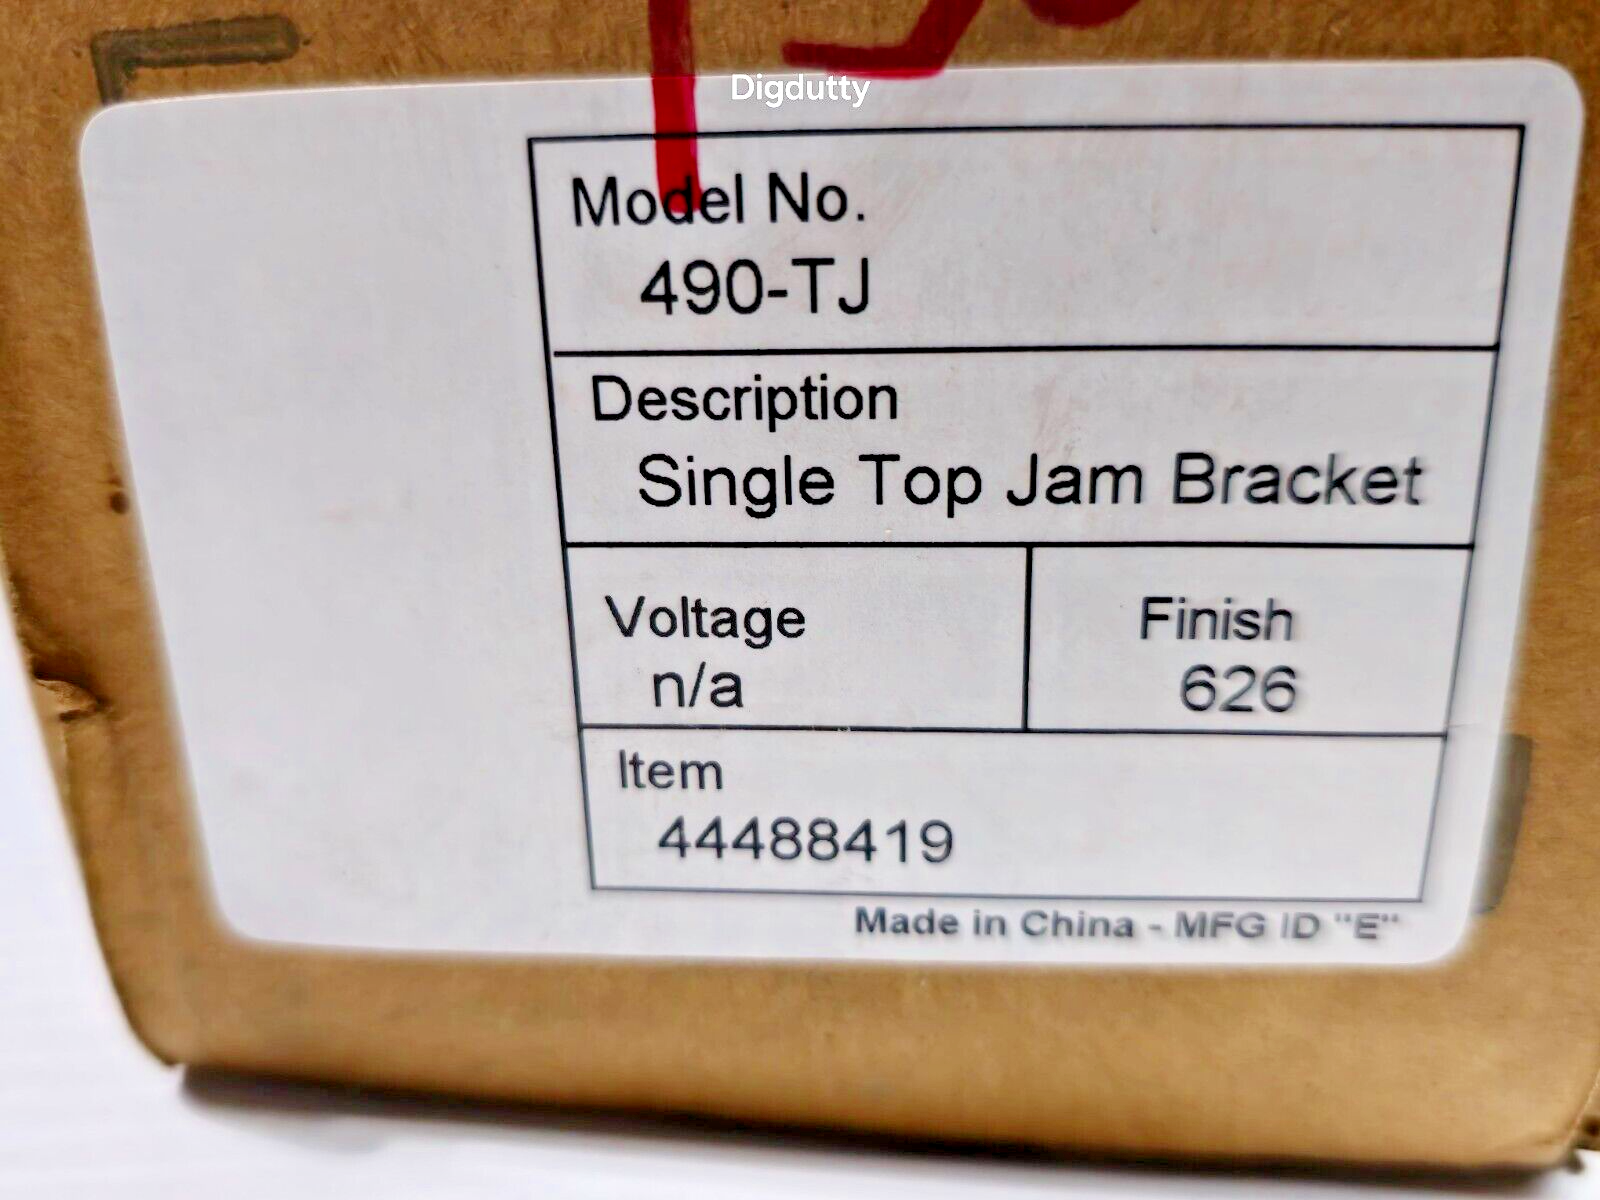 Digdutty
Model No.
490-TJ
Description
Single Top Jam Bracket
Voltage
n/a
Finish
626
Item
44488419
Made in China - MFG ID "E"